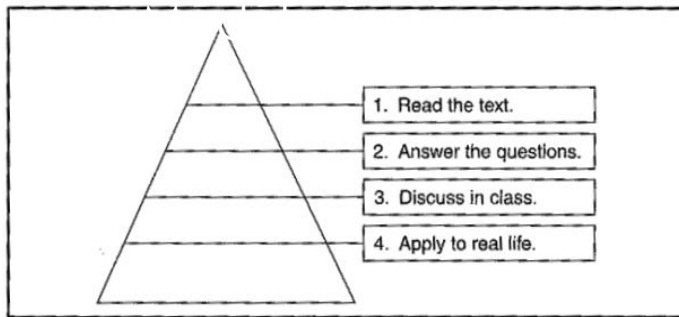 1. Read the text.
2. Answer the questions.
3. Discuss in class.
4. Apply to real life.